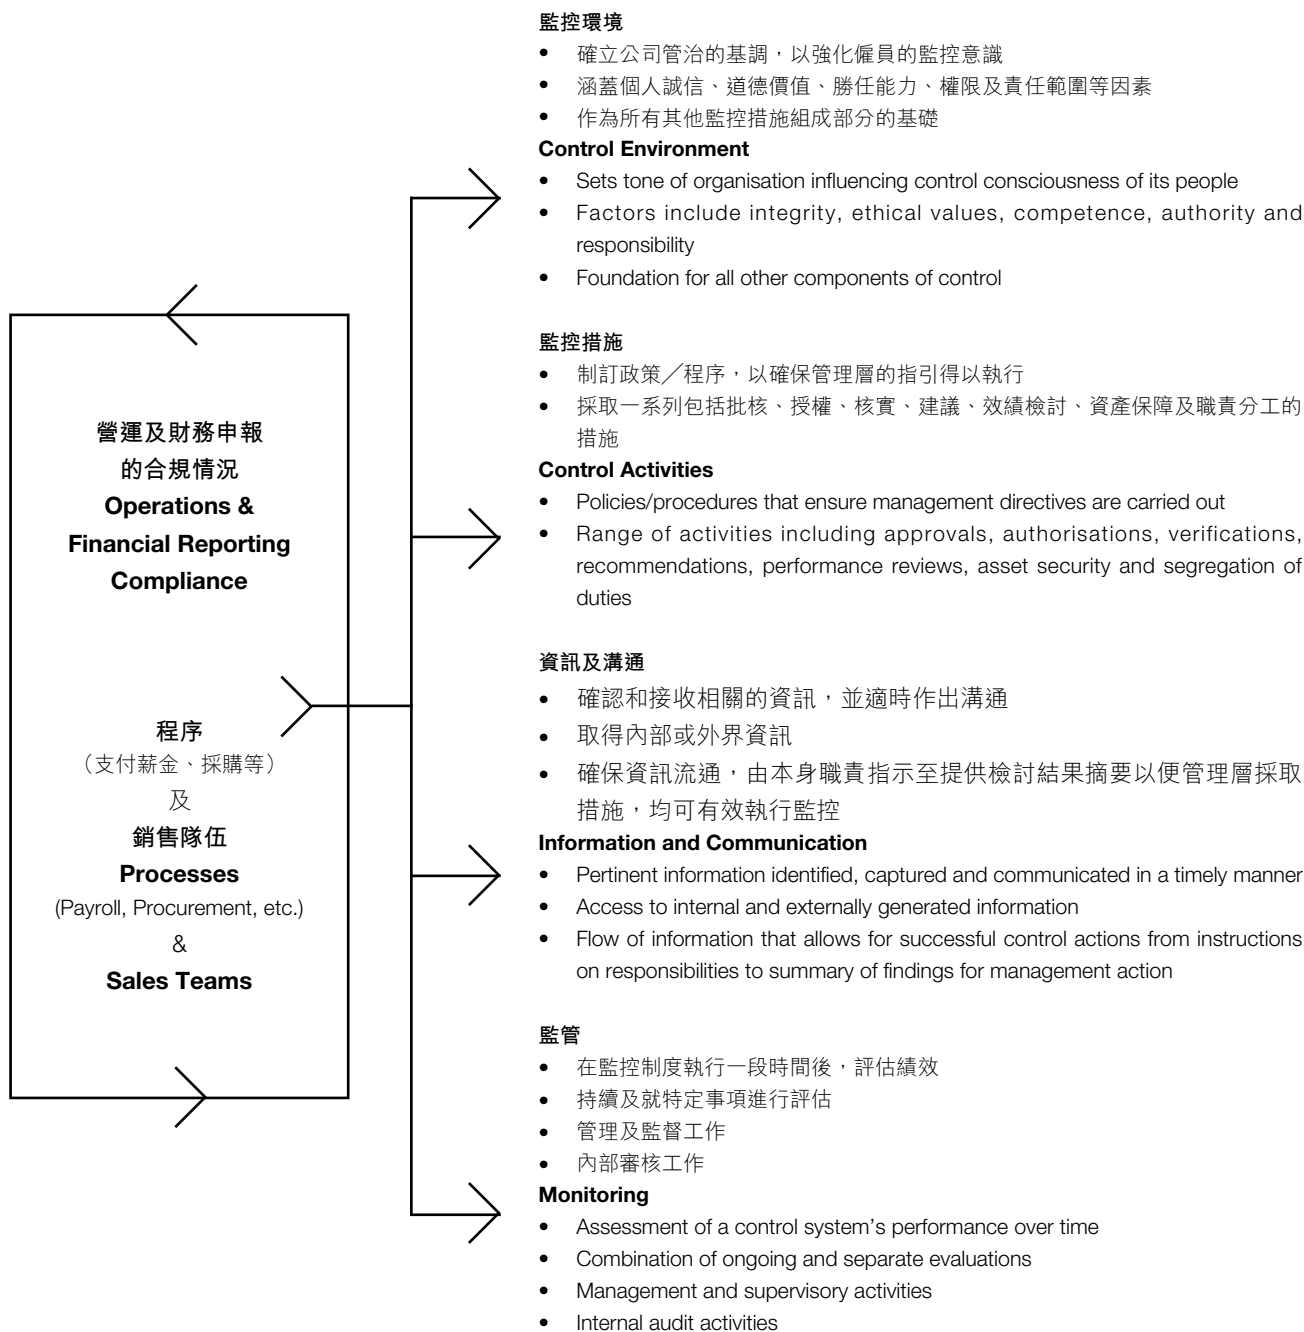 營運及財務申報
的合規情況
Operations &
Financial Reporting
Compliance
程序
（支付薪金、採購等）
及
銷售隊伍
Processes
(Payroll, Procurement, etc.)
&
Sales Teams
監控環境
• 確立公司管治的基調，以強化僱員的監控意識
• 涵蓋個人誠信、道德價值、勝任能力、權限及責任範圍等因素
• 作為所有其他監控措施組成部分的基礎
Control Environment
• Sets tone of organisation influencing control consciousness of its people
• Factors include integrity, ethical values, competence, authority and
responsibility
• Foundation for all other components of control
監控措施
• 制訂政策╱程序，以確保管理層的指引得以執行
• 採取一系列包括批核、授權、核實、建議、效績檢討、資產保障及職責分工的
措施
Control Activities
• Policies/procedures that ensure management directives are carried out
• Range of activities including approvals, authorisations, verifications,
recommendations, performance reviews, asset security and segregation of
duties
資訊及溝通
• 確認和接收相關的資訊，並適時作出溝通
• 取得內部或外界資訊
• 確保資訊流通，由本身職責指示至提供檢討結果摘要以便管理層採取
措施，均可有效執行監控
Information and Communication
• Pertinent information identified, captured and communicated in a timely manner
• Access to internal and externally generated information
• Flow of information that allows for successful control actions from instructions
on responsibilities to summary of findings for management action
監管
• 在監控制度執行一段時間後，評估績效
• 持續及就特定事項進行評估
• 管理及監督工作
• 內部審核工作
Monitoring
• Assessment of a control system’s performance over time
• Combination of ongoing and separate evaluations
• Management and supervisory activities
• Internal audit activities